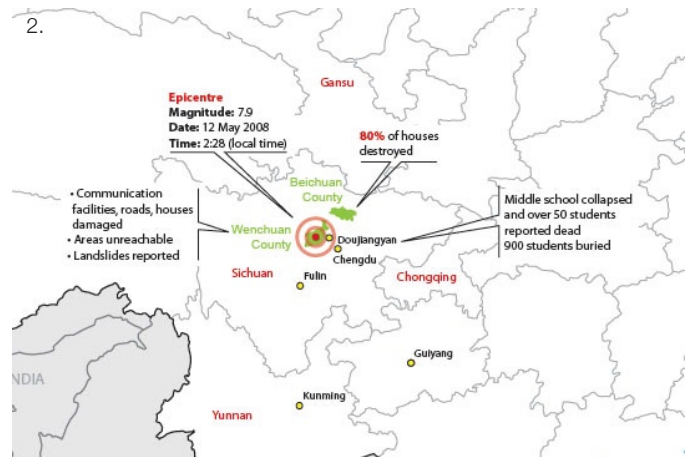 2.
Gansu
Epicentre
Magnitude: 7.9
Date: 12 May 2008
Time: 2:28 (local time)
80% of houses
destroyed
Beichuan
County
• Communication
facilities, roads, houses
damaged
• Areas unreachable
• Landslides reported
Wenchuan
County
Middle school collapsed
and over 50 students
reported dead
900 students buried
Doujiangyan
Chengdu
Sichuan
Fulin
Chongqing
Guiyang
NDIA
Kunming
Yunnan